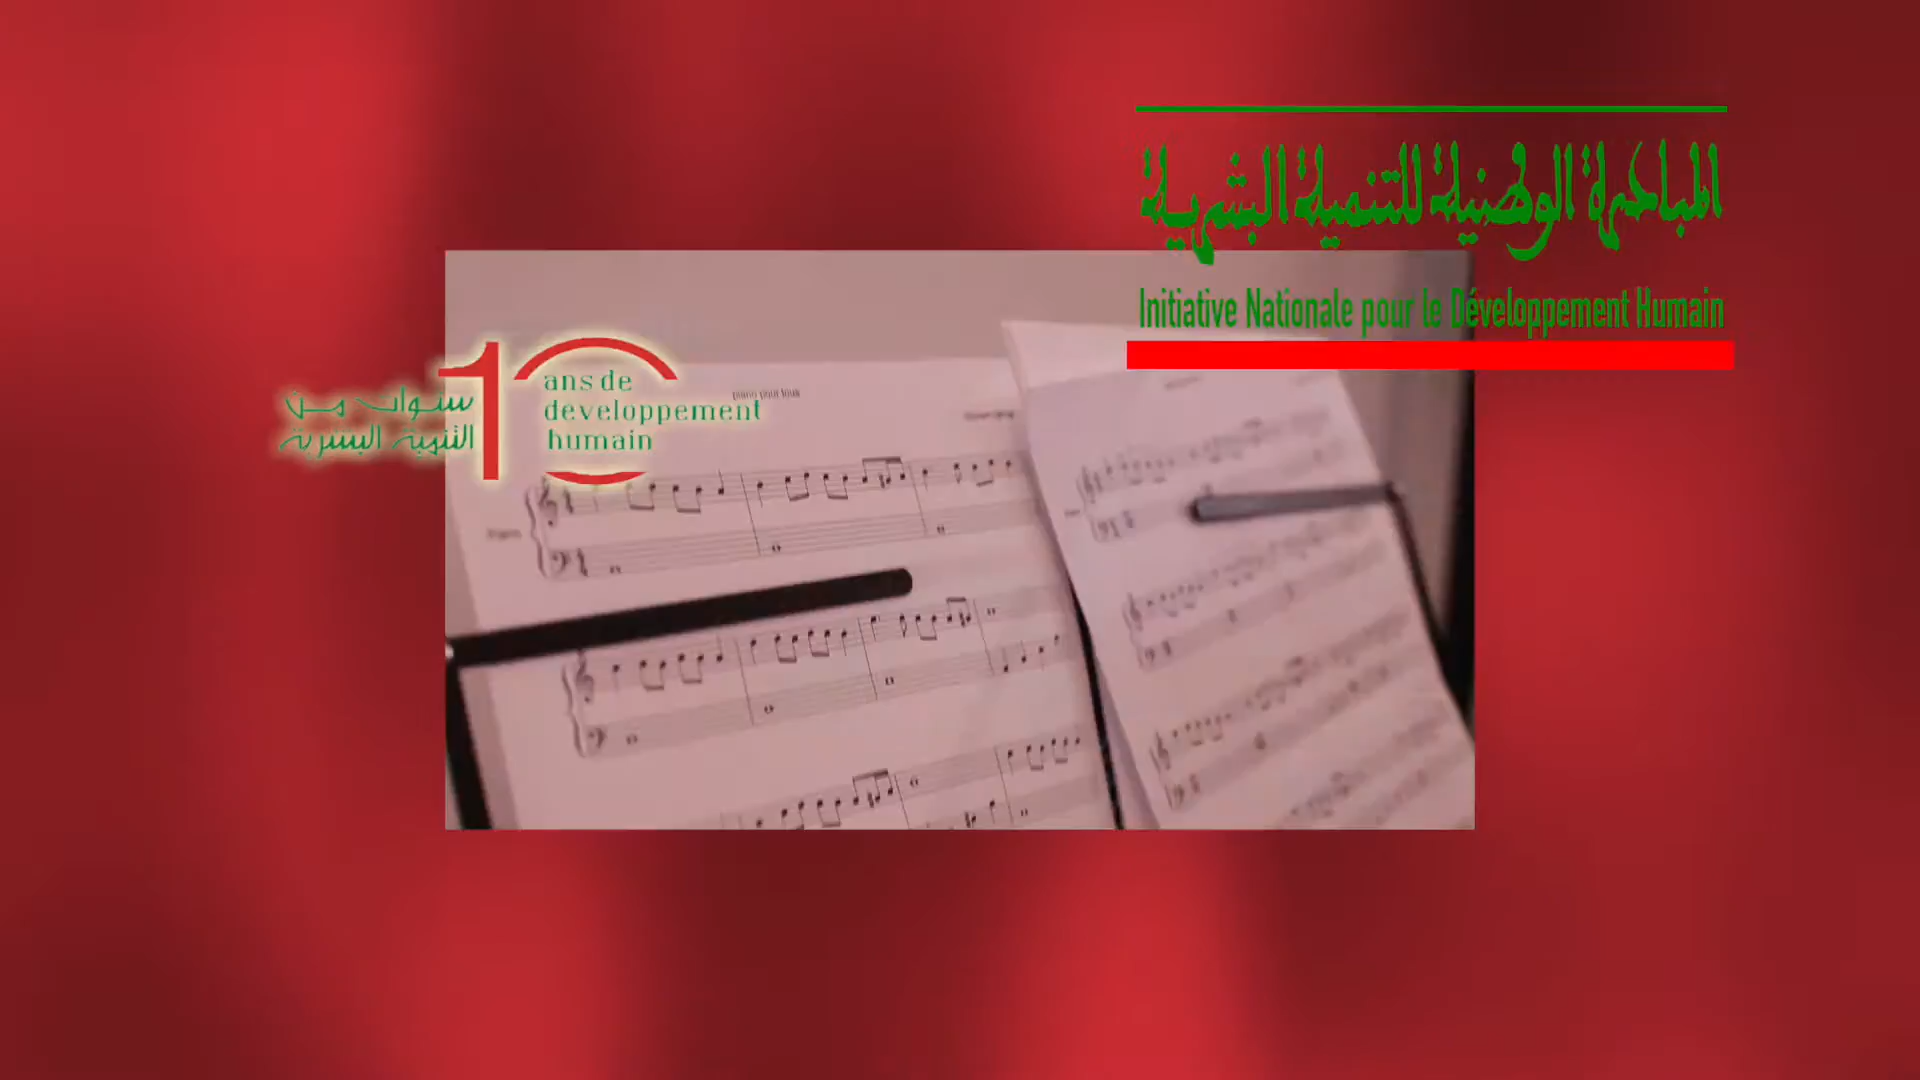 المبادرة الوطنية للتنمية البشرية
Initiative Nationale pour le Développement Humain
سنوات من
التنمية البشرية
10
ans de
developpement
humain
piano pour tous